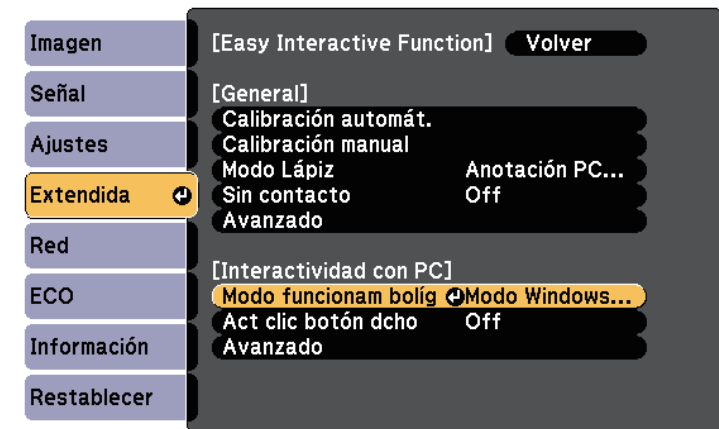 Imagen
Señal
Ajustes
Extendida
Red
ECO
Información
Restablecer
[Easy Interactive Function] Volver
[General]
Calibración automát.
Calibración manual
Modo Lápiz Anotación PC...
Sin contacto Off
Avanzado
[Interactividad con PC]
Modo funcionam bolíg Modo Windows...
Act clic botón dcho Off
Avanzado